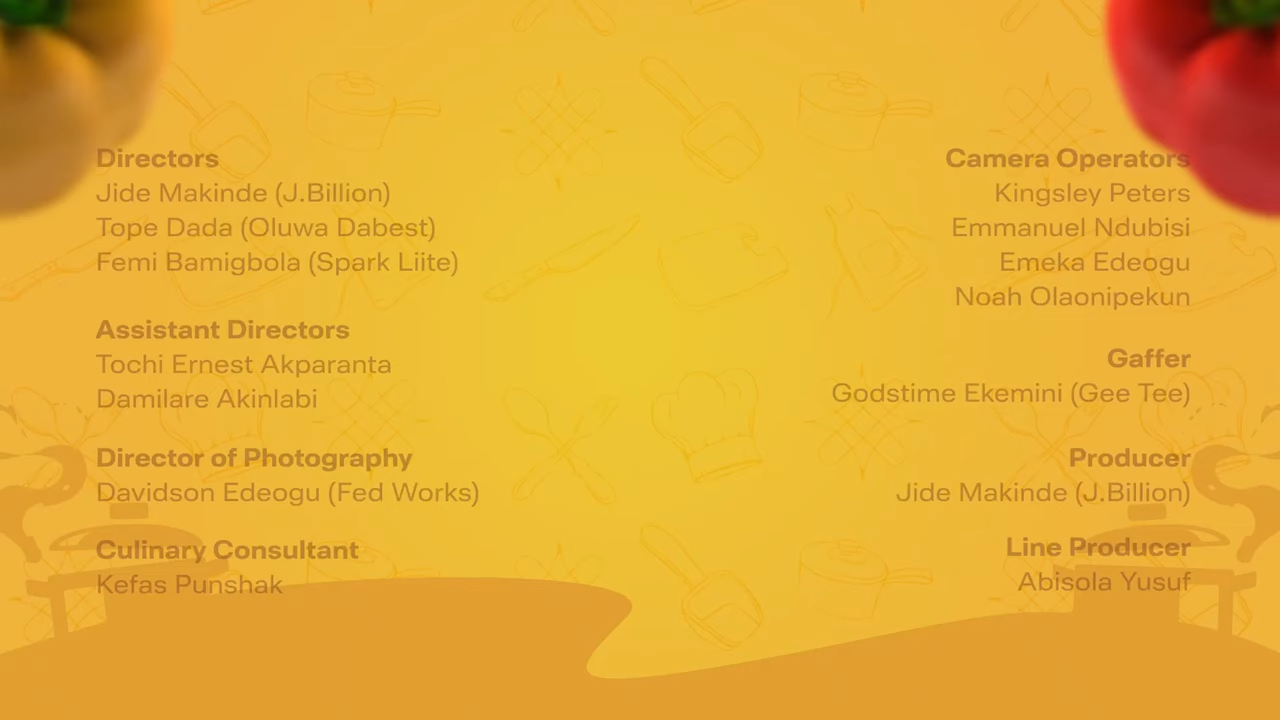 Directors
Jide Makinde (J.Billion)
Tope Dada (Oluwa Dabest)
Femi Bamigbola (Spark Liite)
Assistant Directors
Tochi Ernest Akparanta
Damilare Akinlabi
Director of Photography
Davidson Edeogu (Fed Works)
Culinary Consultant
Kefas Punshak
Camera Operators
Kingsley Peters
Emmanuel Ndubisi
Emeka Edeogu
Noah Olaonipekun
Gaffer
Godstime Ekemini (Gee Tee)
Producer
Jide Makinde (J.Billion)
Line Producer
Abisola Yusuf